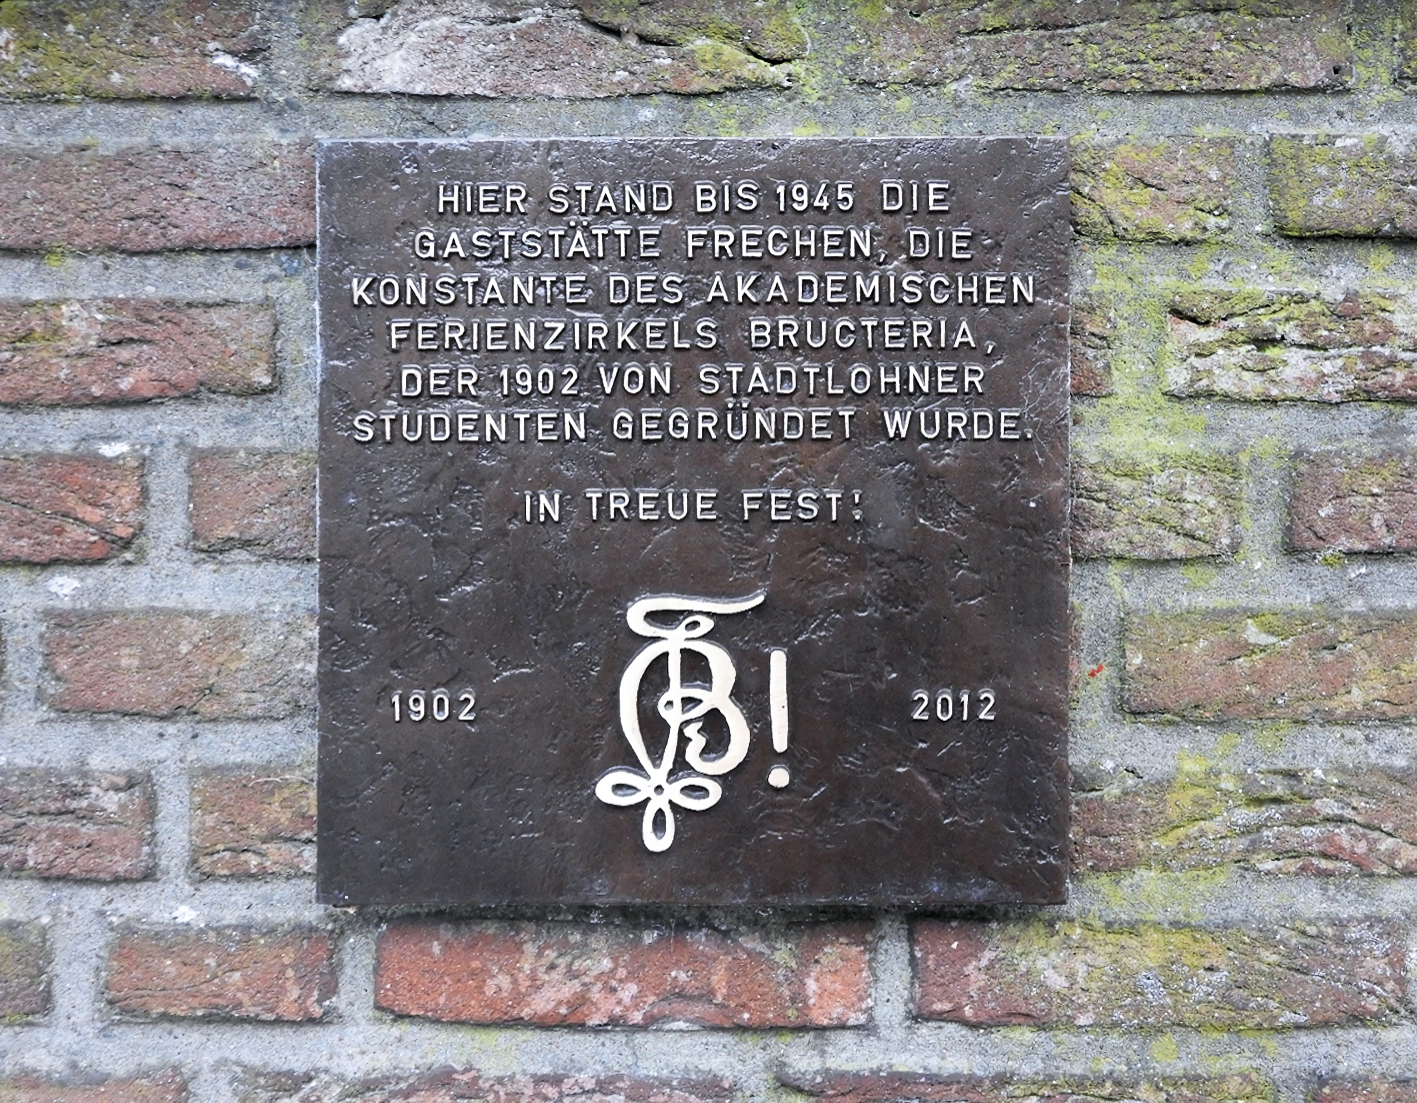 HIER STAND BIS 1945 DIE
GASTSTÄTTE FRECHEN, DIE
KONSTANTE DES AKADEMISCHEN
FERIENZIRKELS BRUCTERIA,
DER 1902 VON STADTLOHNER
STUDENTEN GEGRÜNDET WURDE.
IN TREUE FEST!
1902 2012